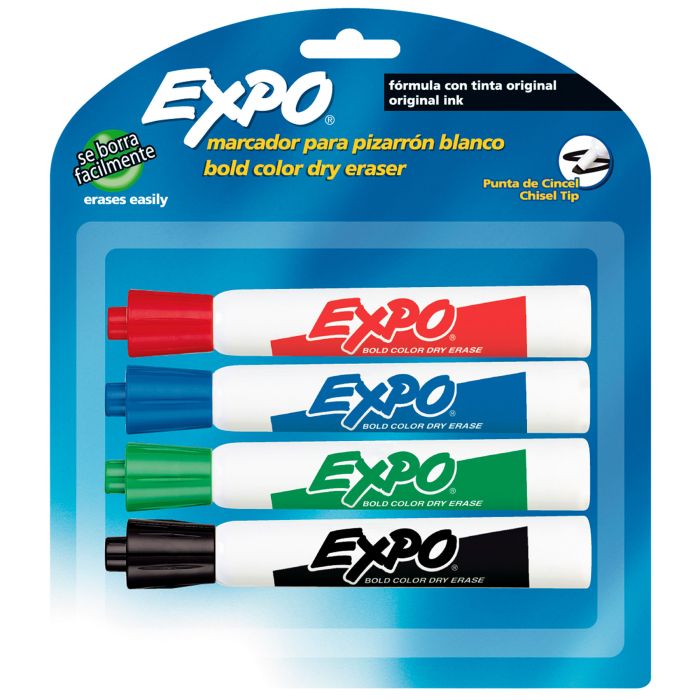 EXPO®
fórmula con tinta original
original ink
marcador para pizarrón blanco
bold color dry eraser
se borra
facilmente
erases easily
Punta de Cincel
Chisel Tip
EXPO®
BOLD COLOR DRY ERASE
EXPO®
BOLD COLOR DRY ERASE
EXPO®
BOLD COLOR DRY ERASE
EXPO®
BOLD COLOR DRY ERASE